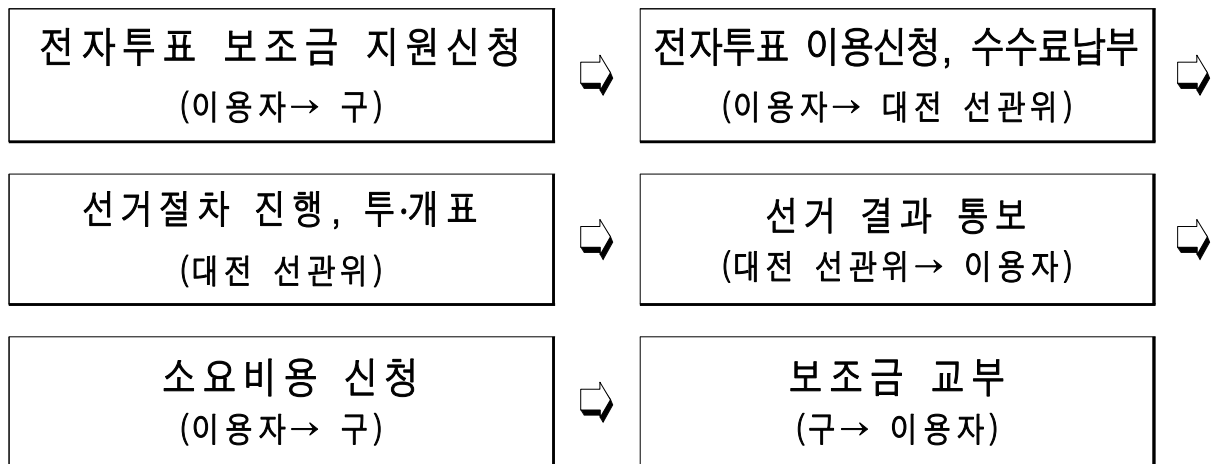 전자투표 보조금 지원신청
(이용자→ 구)
전자투표 이용신청, 수수료납부
(이용자→ 대전 선관위)
선거절차 진행, 투·개표
(대전 선관위)
선거 결과 통보
(대전 선관위→ 이용자)
소요비용 신청
(이용자→ 구)
보조금 교부
(구→ 이용자)